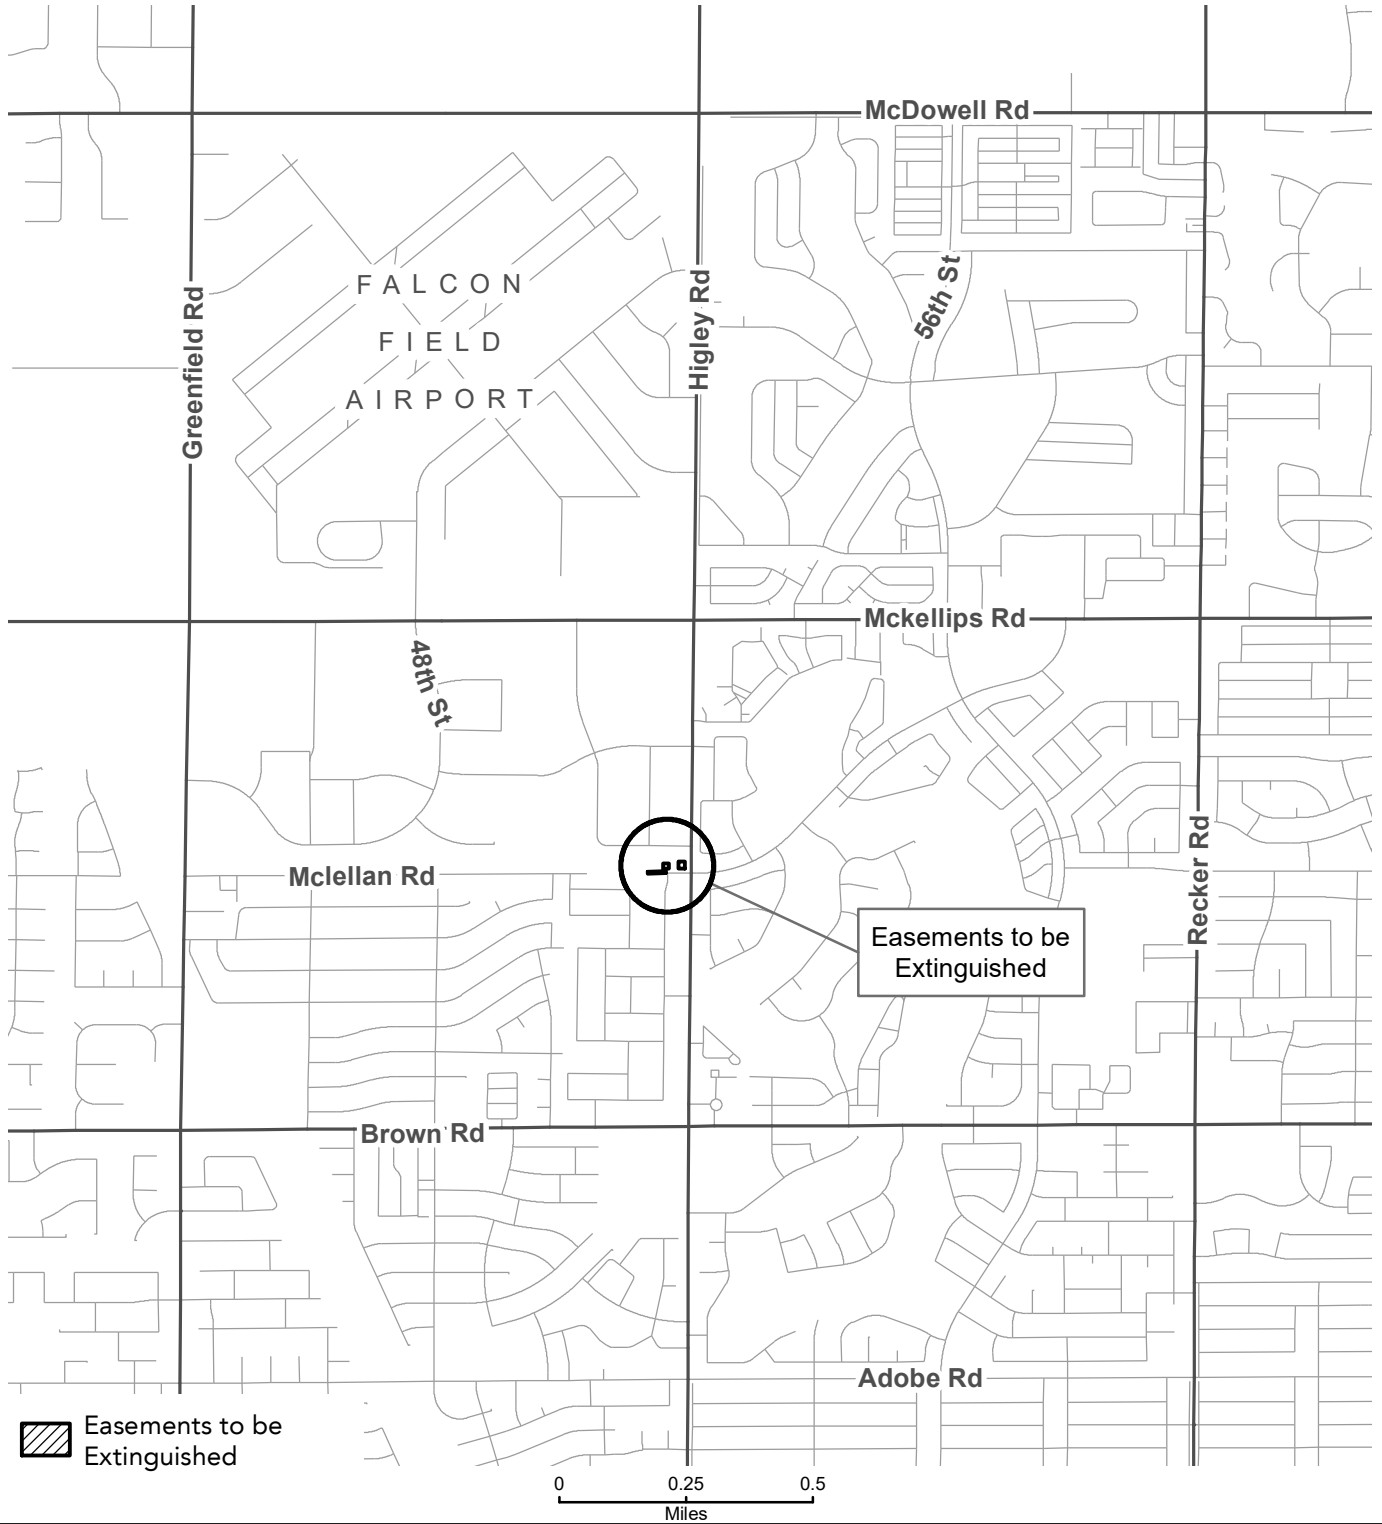 McDowell Rd
56th St
FALCON
FIELD
AIRPORT
Greenfield Rd
Higley Rd
Mckellips Rd
48th St
Mclellan Rd
Recker Rd
Easements to be
Extinguished
Brown Rd
Adobe Rd
Easements to be
Extinguished
0 0.25 0.5
Miles